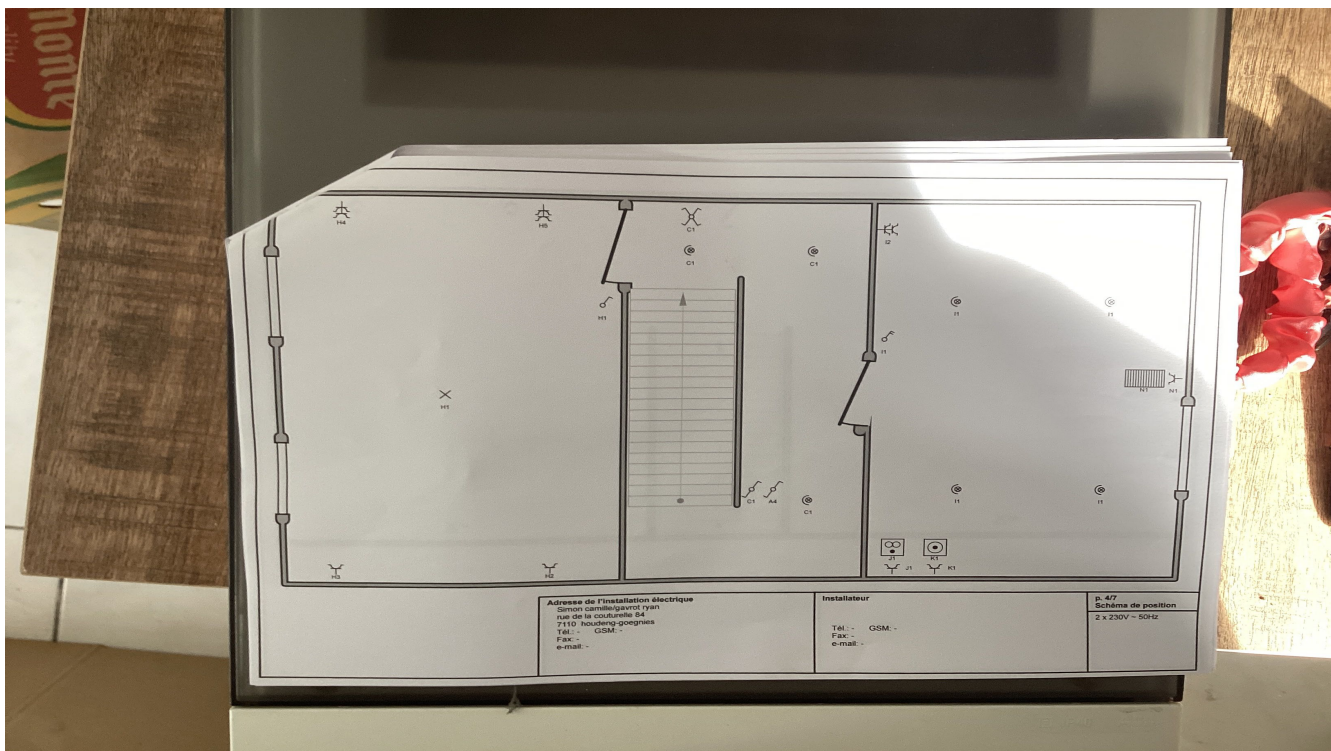 monte
H4
H5
C1
I2
C1
C1
H1
I1
I1
I1
H1
N1
N1
C1
A4
C1
I1
I1
H3
H2
J1
K1
J1
K1
Adresse de l'installation électrique
Simon camille/gavrot ryan
rue de la couturelle 84
7110 houdeng-goegnies
Tél.: - GSM: -
Fax: -
e-mail: -
Installateur
Tél.: - GSM: -
Fax: -
e-mail: -
p. 4/7
Schéma de position
2 x 230V ~ 50Hz